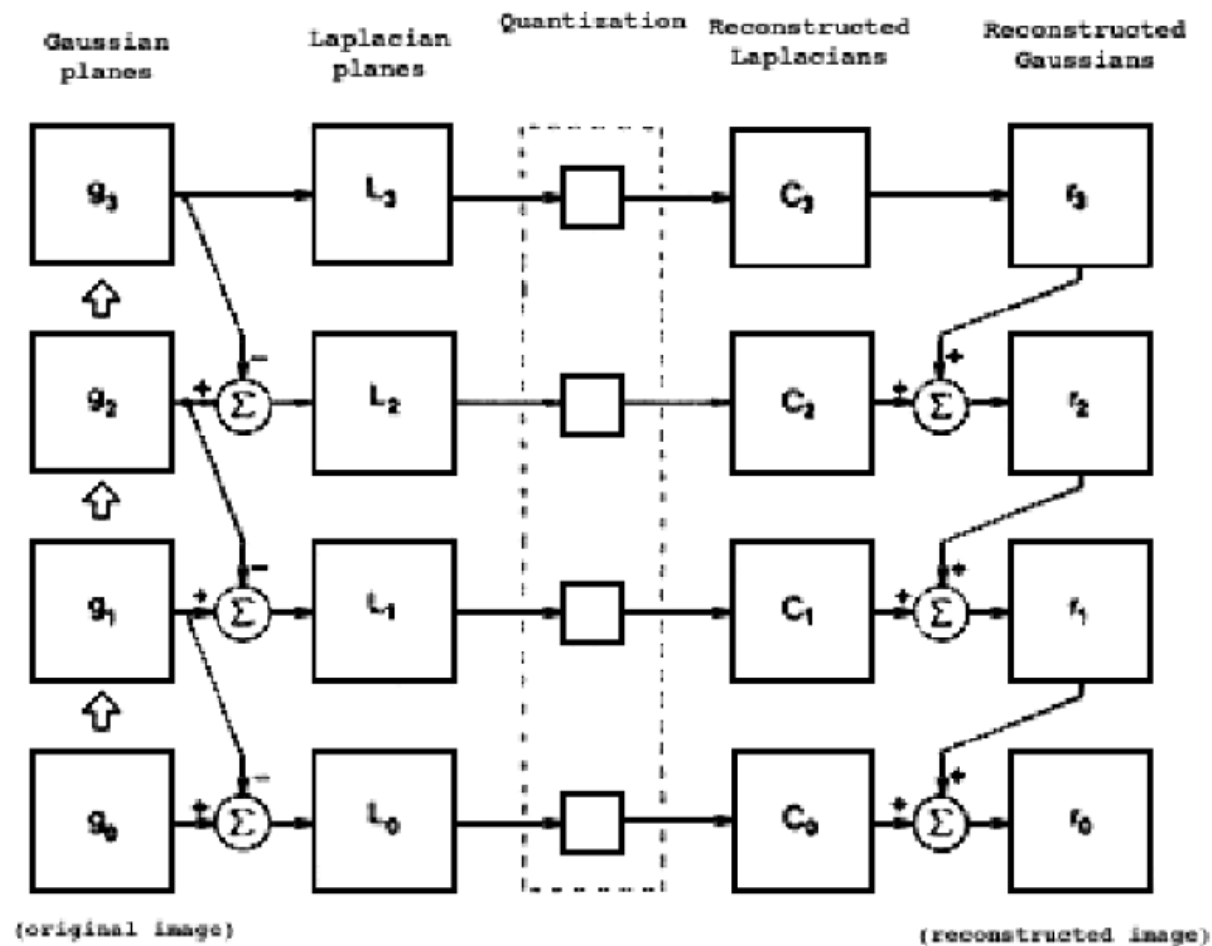 Gaussian planes
Laplacian planes
Quantization
Reconstructed Laplacians
Reconstructed Gaussians
g3 L3 C3 r3
−
+
g2 + Σ L2 C2 + Σ r2
−
+
g1 + Σ L1 C1 + Σ r1
−
+
g0 + Σ L0 C0 + Σ r0
(original image)
(reconstructed image)